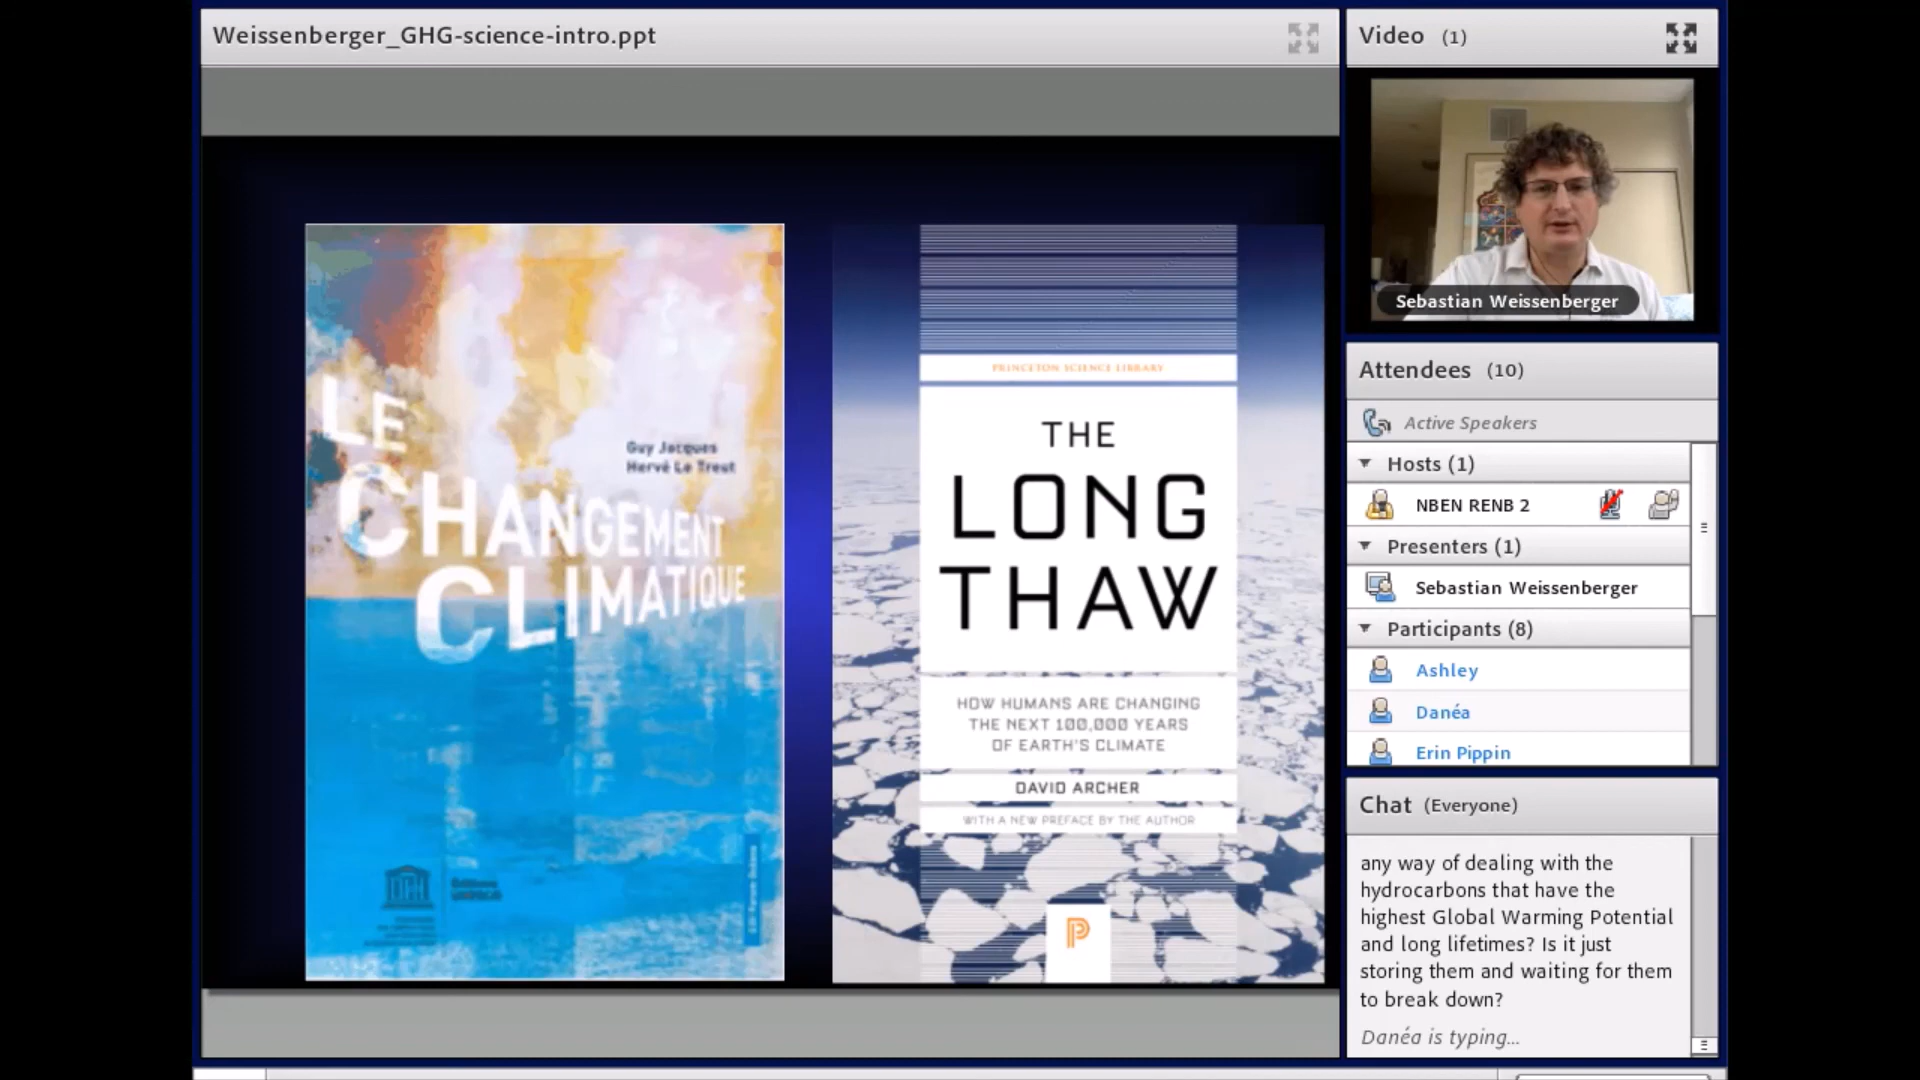 Weissenberger_GHG-science-intro.ppt
LE
CHANGEMENT
CLIMATIQUE
Guy Jacques
Hervé Le Treut
PRINCETON SCIENCE LIBRARY
THE
LONG
THAW
HOW HUMANS ARE CHANGING
THE NEXT 100,000 YEARS
OF EARTH'S CLIMATE
DAVID ARCHER
WITH A NEW PREFACE BY THE AUTHOR
P
Video (1)
Sebastian Weissenberger
Attendees (10)
Active Speakers
Hosts (1)
NBEN RENB 2
Presenters (1)
Sebastian Weissenberger
Participants (8)
Ashley
Danéa
Erin Pippin
Chat (Everyone)
any way of dealing with the
hydrocarbons that have the
highest Global Warming Potential
and long lifetimes? Is it just
storing them and waiting for them
to break down?
Danéa is typing...